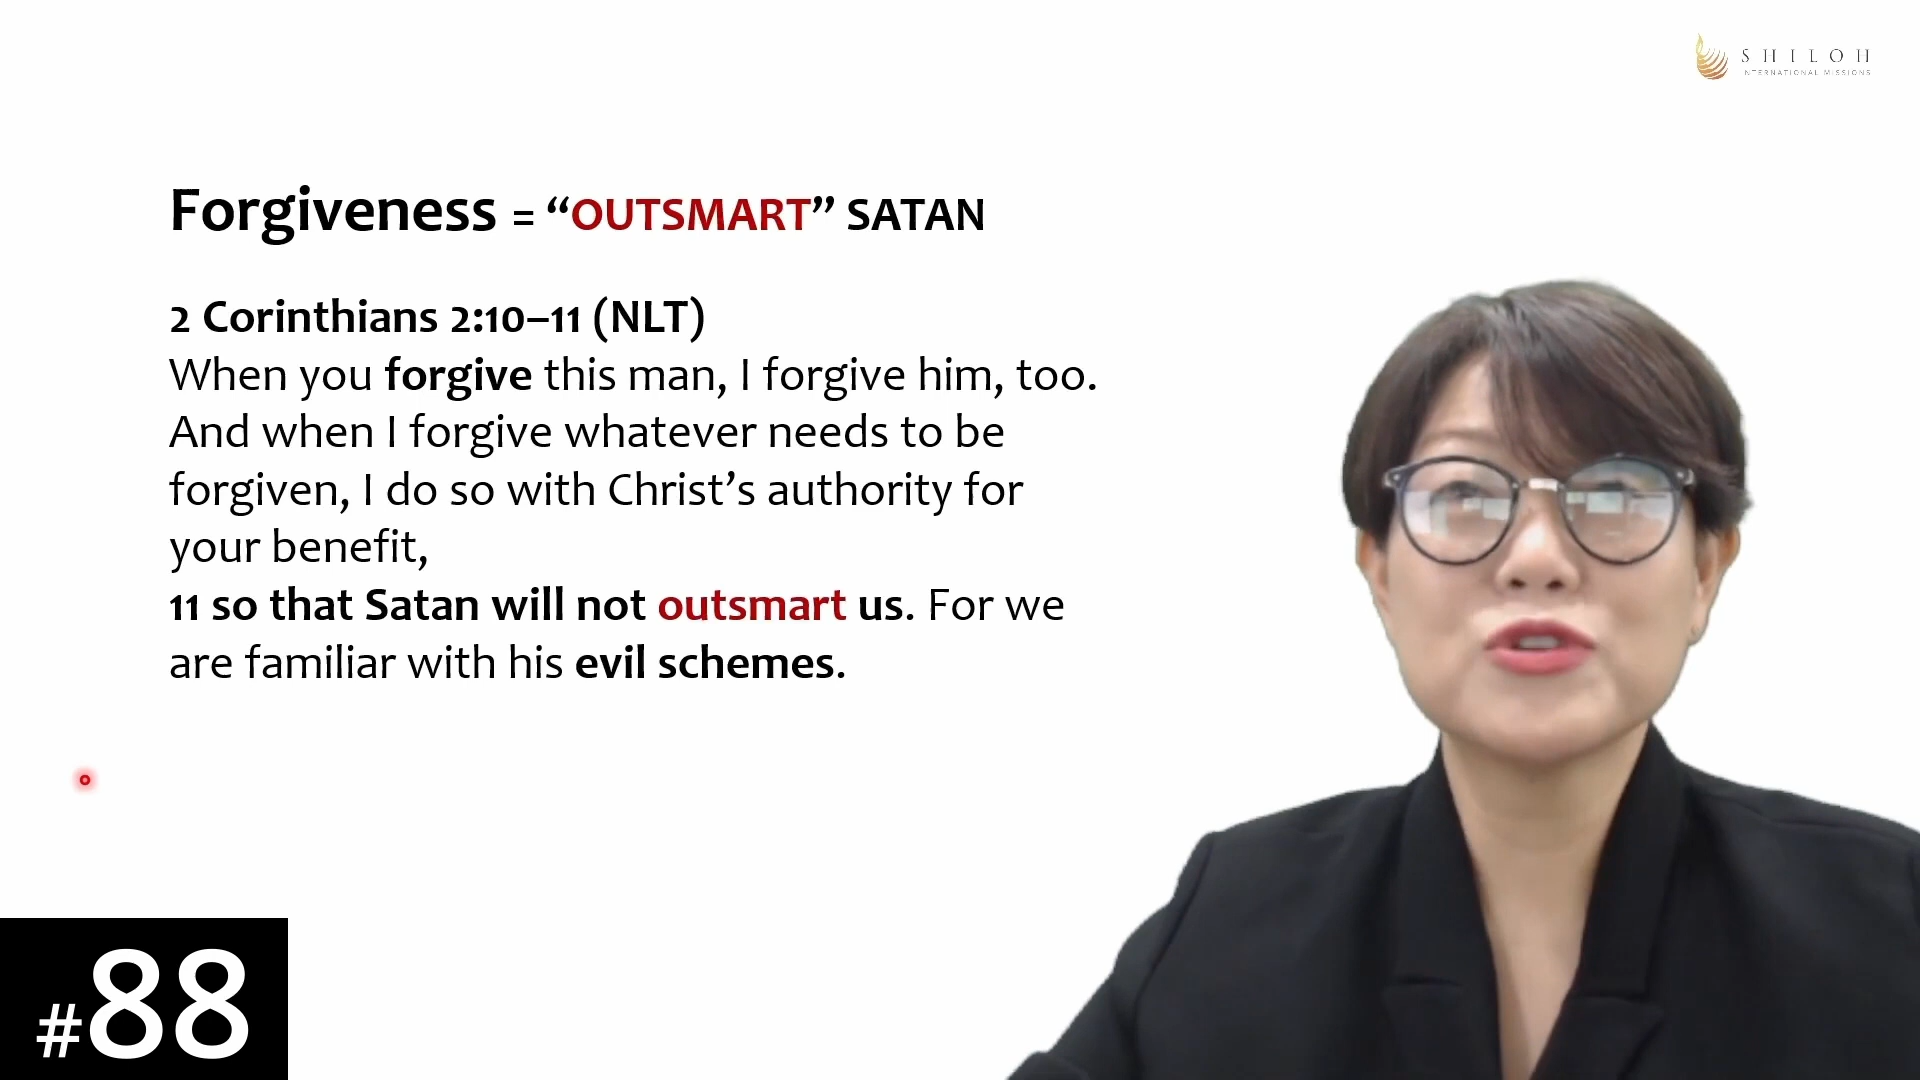 SHILOH
INTERNATIONAL MISSIONS
Forgiveness = “OUTSMART” SATAN
2 Corinthians 2:10–11 (NLT)
When you forgive this man, I forgive him, too.
And when I forgive whatever needs to be
forgiven, I do so with Christ’s authority for
your benefit,
11 so that Satan will not outsmart us. For we
are familiar with his evil schemes.
#88